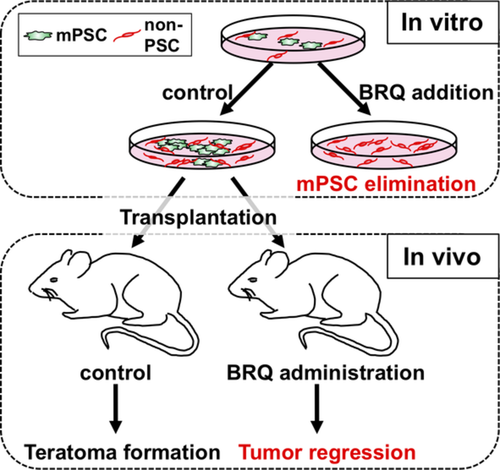 mPSC
non-
PSC
In vitro
control
BRQ addition
mPSC elimination
Transplantation
In vivo
control
BRQ administration
Teratoma formation
Tumor regression